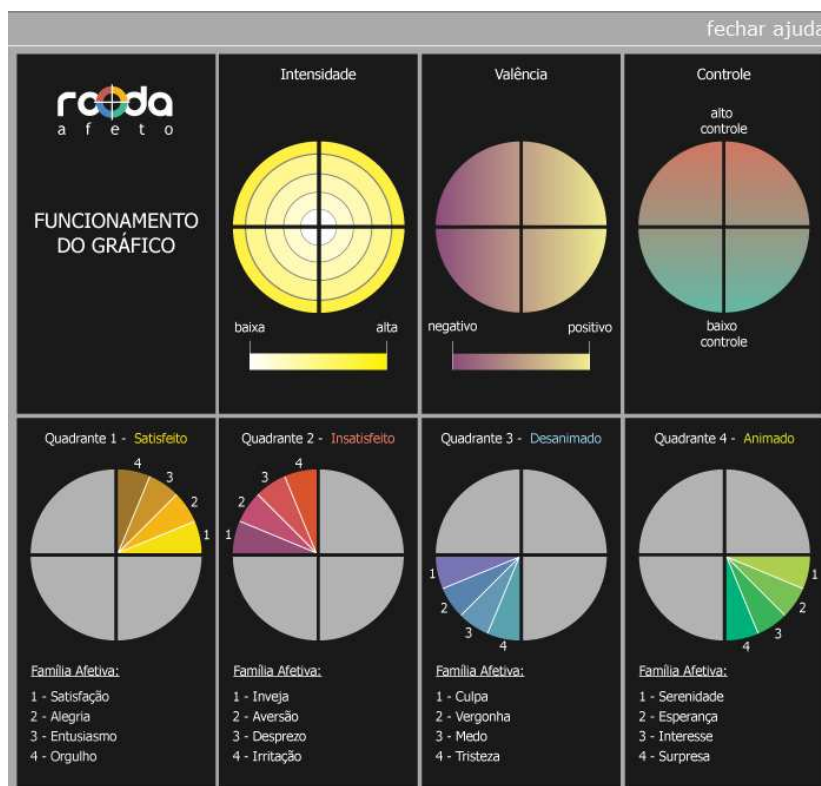 fechar ajuda
rooda
afeto
FUNCIONAMENTO
DO GRÁFICO
Intensidade
baixa
alta
Valência
negativo
positivo
Controle
alto
controle
baixo
controle
Quadrante 1 - Satisfeito
4
3
2
1
Família Afetiva:
1 - Satisfação
2 - Alegria
3 - Entusiasmo
4 - Orgulho
Quadrante 2 - Insatisfeito
4
3
2
1
Família Afetiva:
1 - Inveja
2 - Aversão
3 - Desprezo
4 - Irritação
Quadrante 3 - Desanimado
1
2
3
4
Família Afetiva:
1 - Culpa
2 - Vergonha
3 - Medo
4 - Tristeza
Quadrante 4 - Animado
1
2
3
4
Família Afetiva:
1 - Serenidade
2 - Esperança
3 - Interesse
4 - Surpresa